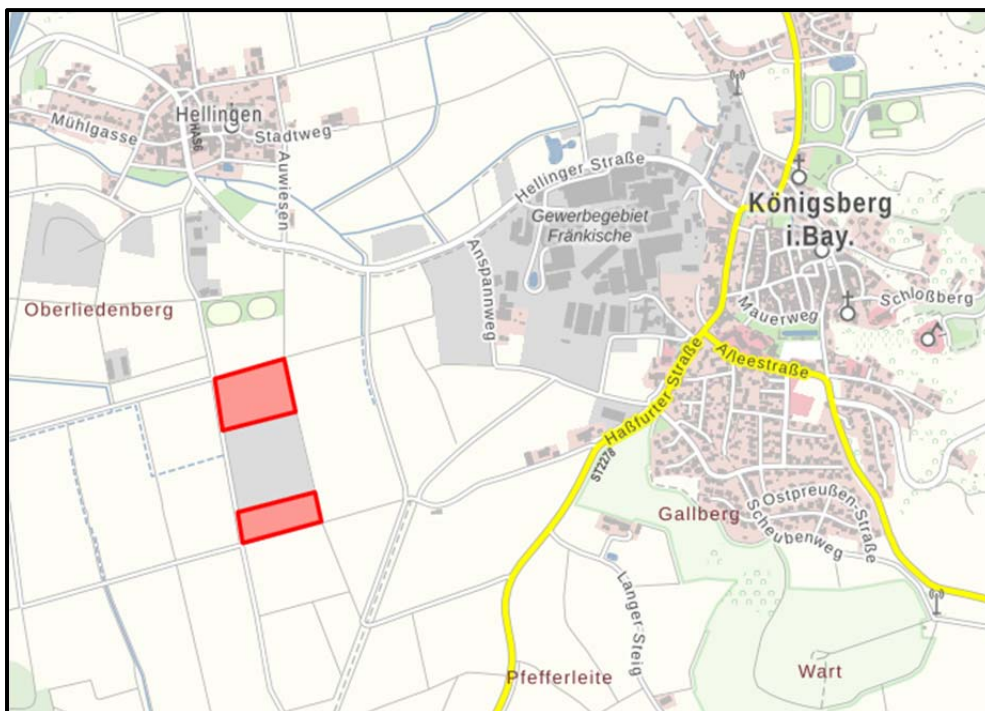 Hellingen
Mühlgasse
HAS6
Stadtweg
Auwiesen
Hellinger Straße
Gewerbegebiet
Fränkische
Anspannweg
Königsberg
i.Bay.
Mauerweg
Schloßberg
Oberliedenberg
Alleestraße
Haßfurter Straße
ST2278
Gallberg
Ostpreußen-Straße
Scheubenweg
Langer-Steig
Pfefferleite
Wart